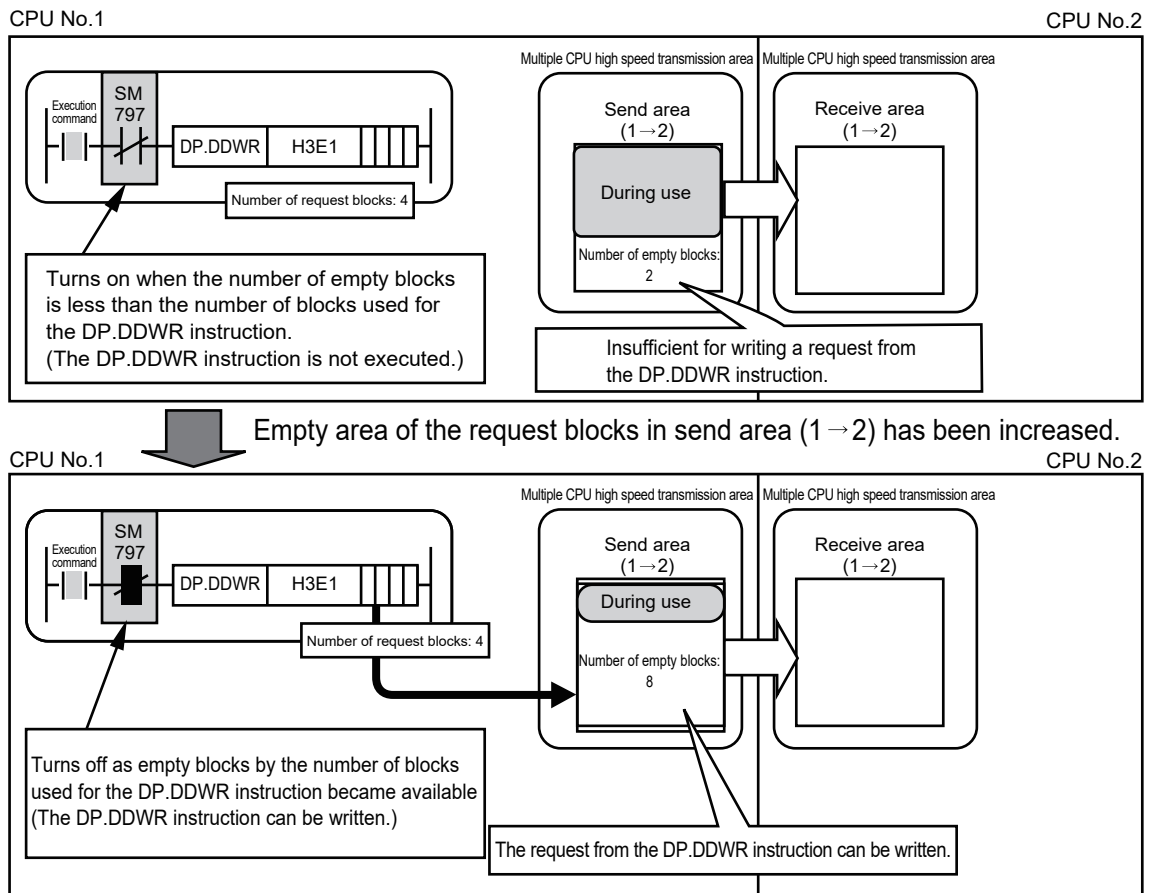 CPU No.1
CPU No.2
Multiple CPU high speed transmission area
Multiple CPU high speed transmission area
Execution
command
SM
797
DP.DDWR
H3E1
Number of request blocks: 4
Send area
(1→2)
During use
Number of empty blocks:
2
Receive area
(1→2)
Turns on when the number of empty blocks
is less than the number of blocks used for
the DP.DDWR instruction.
(The DP.DDWR instruction is not executed.)
Insufficient for writing a request from
the DP.DDWR instruction.
Empty area of the request blocks in send area (1→2) has been increased.
CPU No.1
CPU No.2
Multiple CPU high speed transmission area
Multiple CPU high speed transmission area
Execution
command
SM
797
DP.DDWR
H3E1
Number of request blocks: 4
Send area
(1→2)
During use
Number of empty blocks:
8
Receive area
(1→2)
Turns off as empty blocks by the number of blocks
used for the DP.DDWR instruction became available
(The DP.DDWR instruction can be written.)
The request from the DP.DDWR instruction can be written.